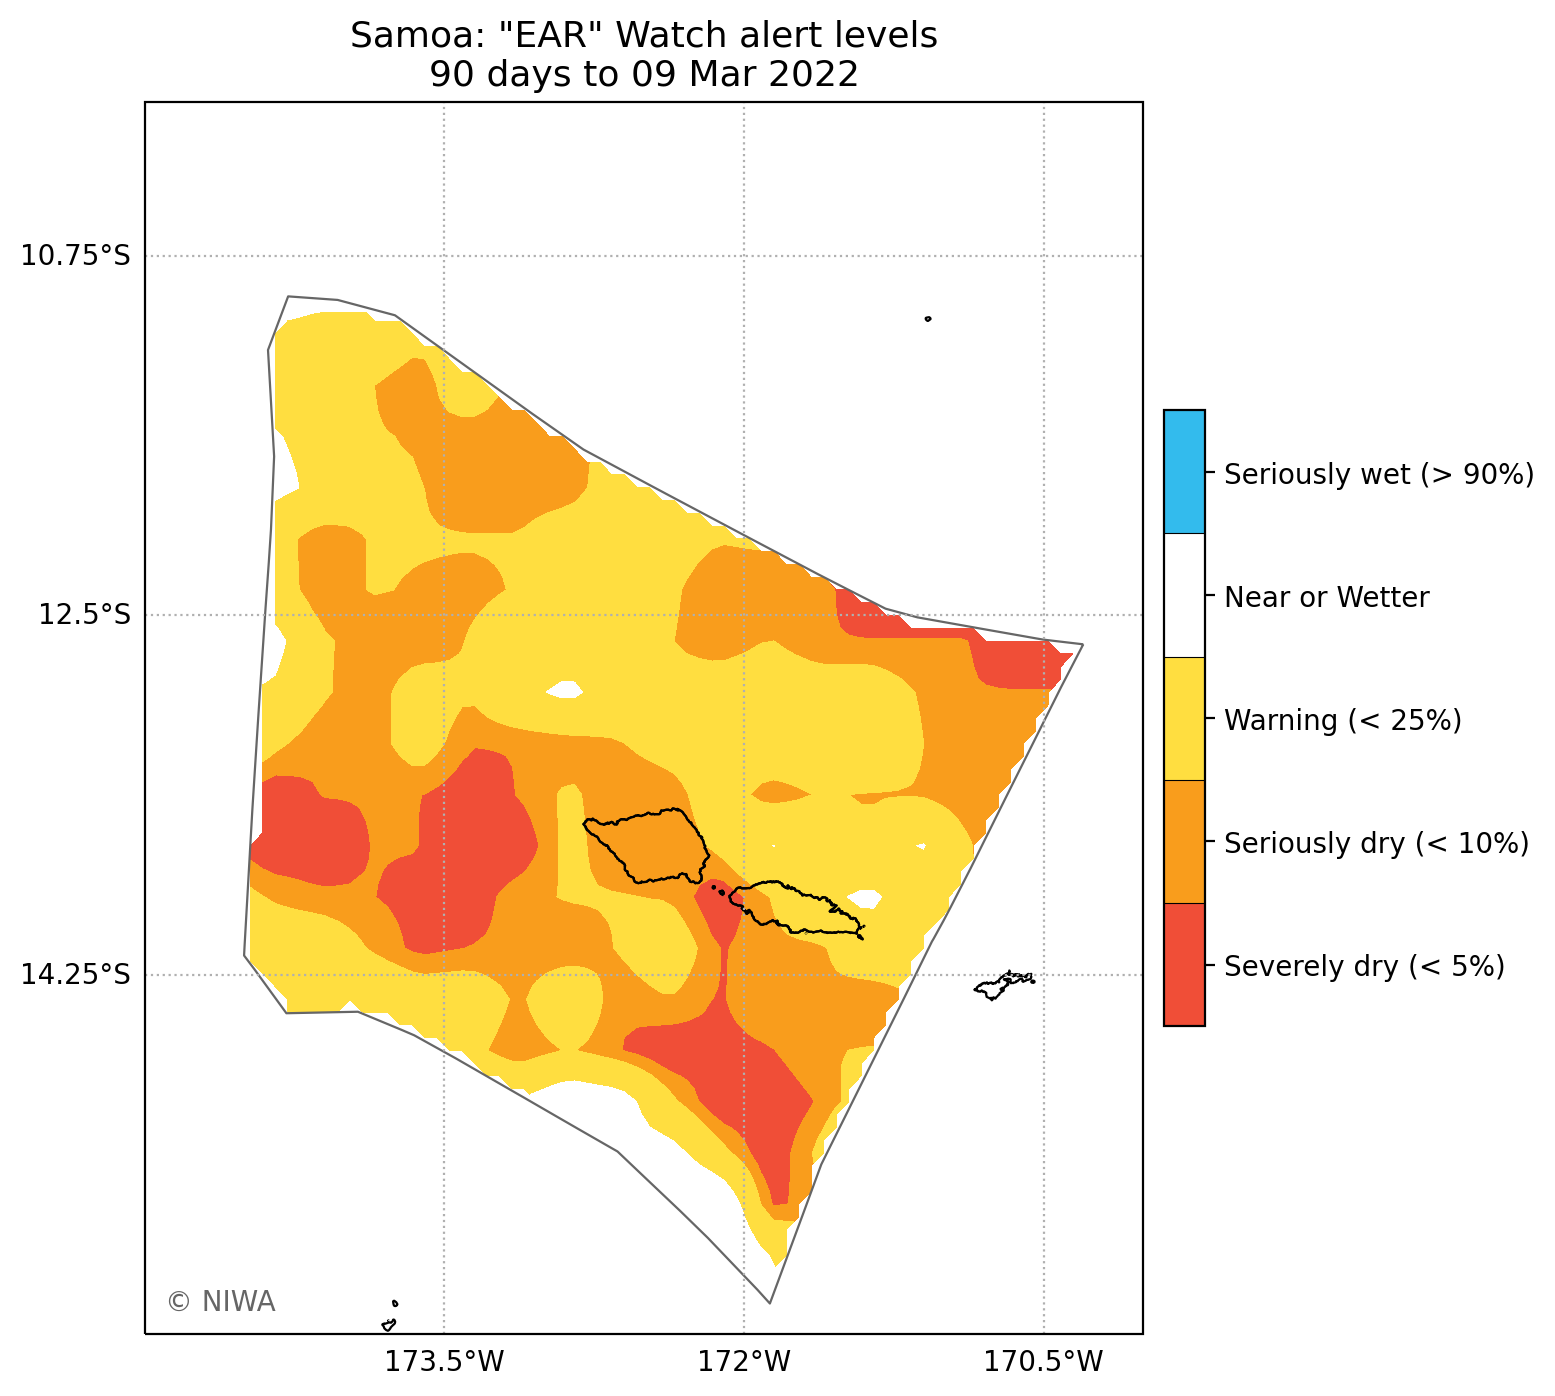 Samoa: "EAR" Watch alert levels
90 days to 09 Mar 2022
10.75°S
12.5°S
14.25°S
173.5°W
172°W
170.5°W
Seriously wet (> 90%)
Near or Wetter
Warning (< 25%)
Seriously dry (< 10%)
Severely dry (< 5%)
© NIWA